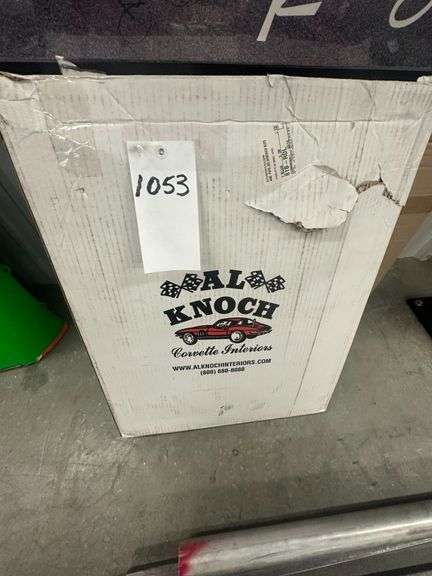 1053
AL
KNOCH
Corvette Interiors
WWW.ALKNOCHINTERIORS.COM
(800) 880-8080